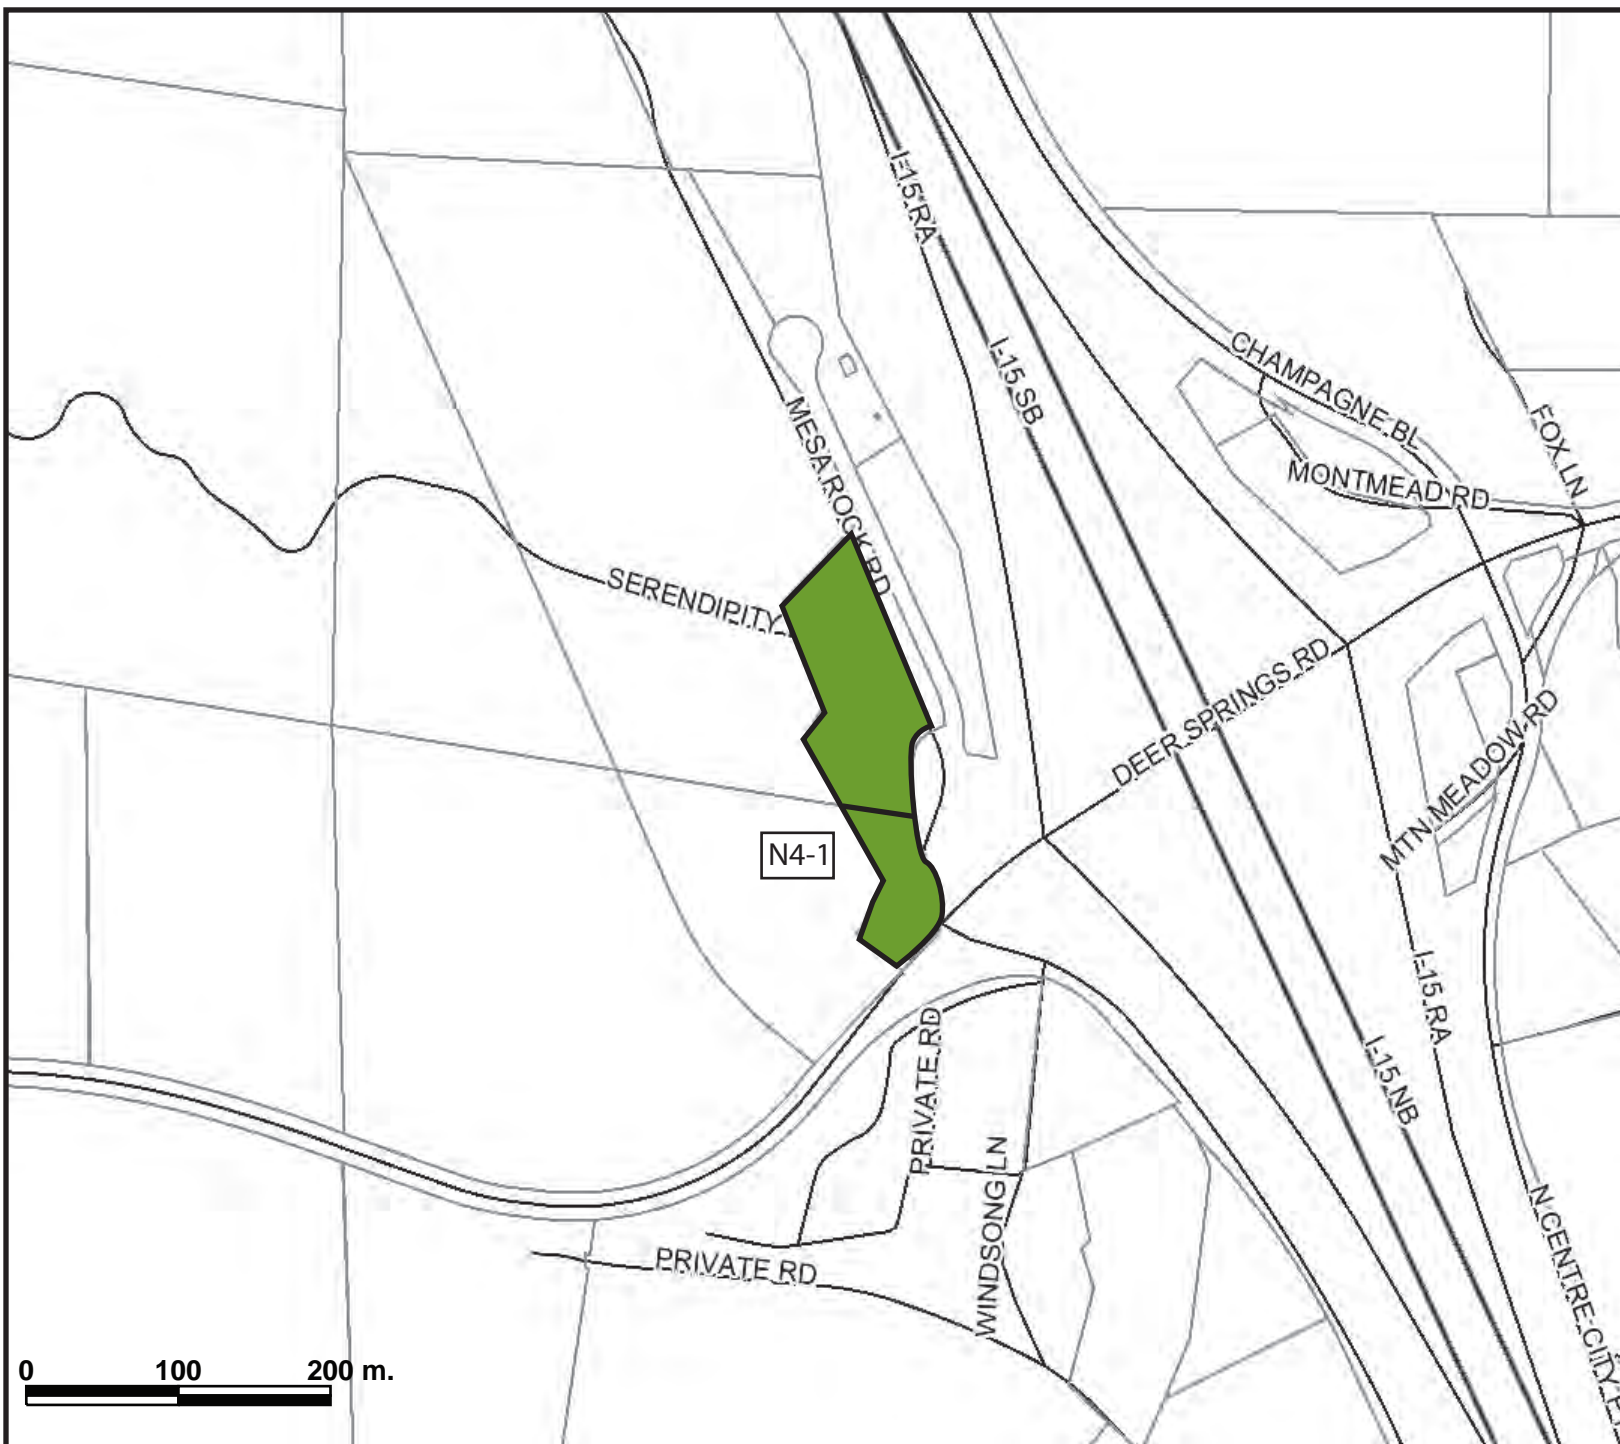 I-15 RA
I-15 SB
CHAMPAGNE BL
FOX LN
MONTMEAD RD
MESA ROCK RD
SERENDIPITY
DEER SPRINGS RD
MTN MEADOW RD
N4-1
I-15 RA
I-15 NB
PRIVATE RD
WINDSONG LN
N CENTRE CITY
PRIVATE RD
0 100 200 m.